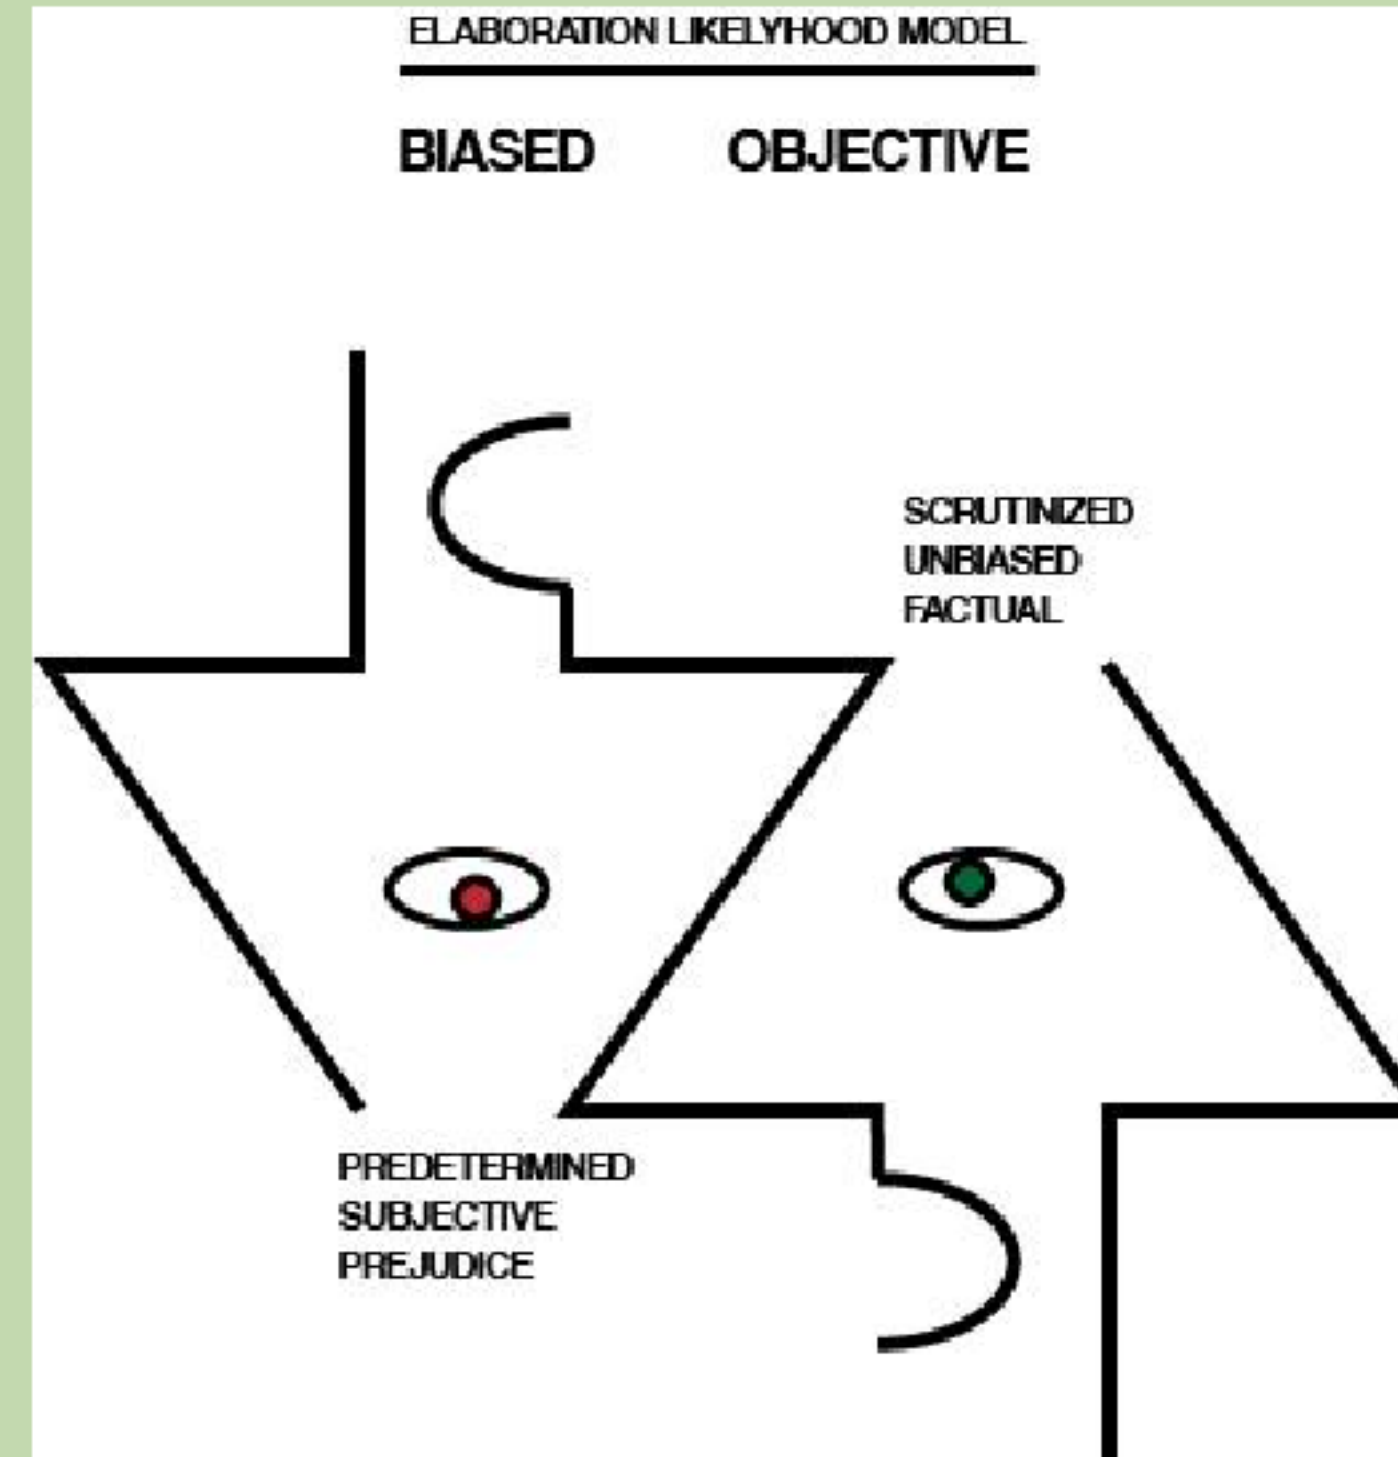 ELABORATION LIKELYHOOD MODEL
BIASED OBJECTIVE
SCRUTINIZED
UNBIASED
FACTUAL
PREDETERMINED
SUBJECTIVE
PREJUDICE